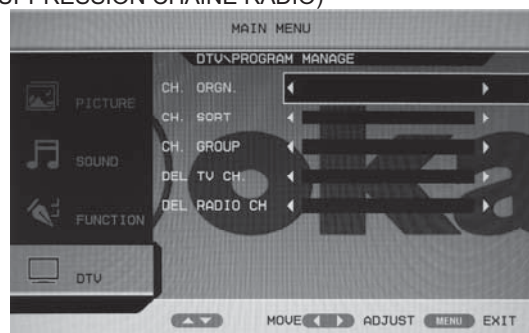 SUPPRESSION CHAINE RADIO)
MAIN MENU
DTV\PROGRAM MANAGE
PICTURE
SOUND
FUNCTION
DTV
CH. ORGN.
CH. SORT
CH. GROUP
DEL TV CH.
DEL RADIO CH
MOVE ADJUST MENU EXIT